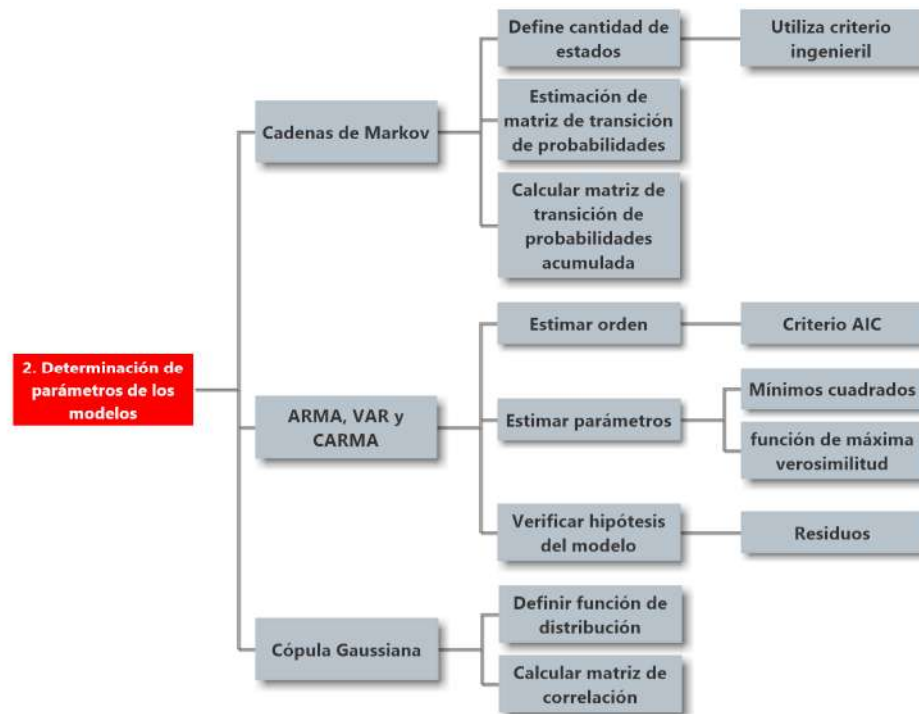 2. Determinación de
parámetros de los
modelos
Cadenas de Markov
Define cantidad de
estados
Utiliza criterio
ingenieril
Estimación de
matriz de transición
de probabilidades
Calcular matriz de
transición de
probabilidades
acumulada
ARMA, VAR y
CARMA
Estimar orden
Criterio AIC
Estimar parámetros
Mínimos cuadrados
función de máxima
verosimilitud
Verificar hipótesis
del modelo
Residuos
Cópula Gaussiana
Definir función de
distribución
Calcular matriz de
correlación